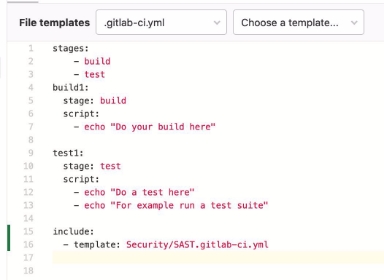 File templates .gitlab-ci.yml Choose a template...
1 stages:
2     - build
3     - test
4 build1:
5   stage: build
6   script:
7     - echo "Do your build here"
8
9 test1:
10   stage: test
11   script:
12     - echo "Do a test here"
13     - echo "For example run a test suite"
14
15 include:
16   - template: Security/SAST.gitlab-ci.yml
17
18